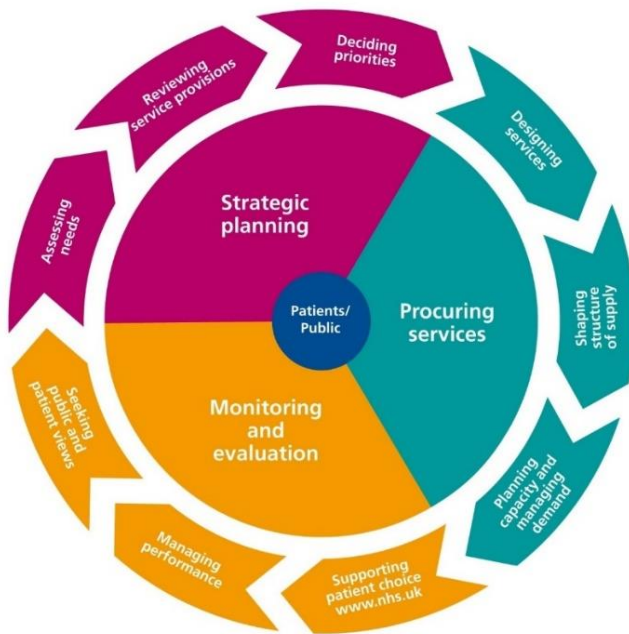 Deciding
priorities
Designing
services
Shaping
structure
of supply
Planning
capacity and
managing
demand
Supporting
patient choice
www.nhs.uk
Managing
performance
Seeking
public and
patient views
Assessing
needs
Reviewing
service provisions
Strategic
planning
Procuring
services
Monitoring
and
evaluation
Patients/
Public